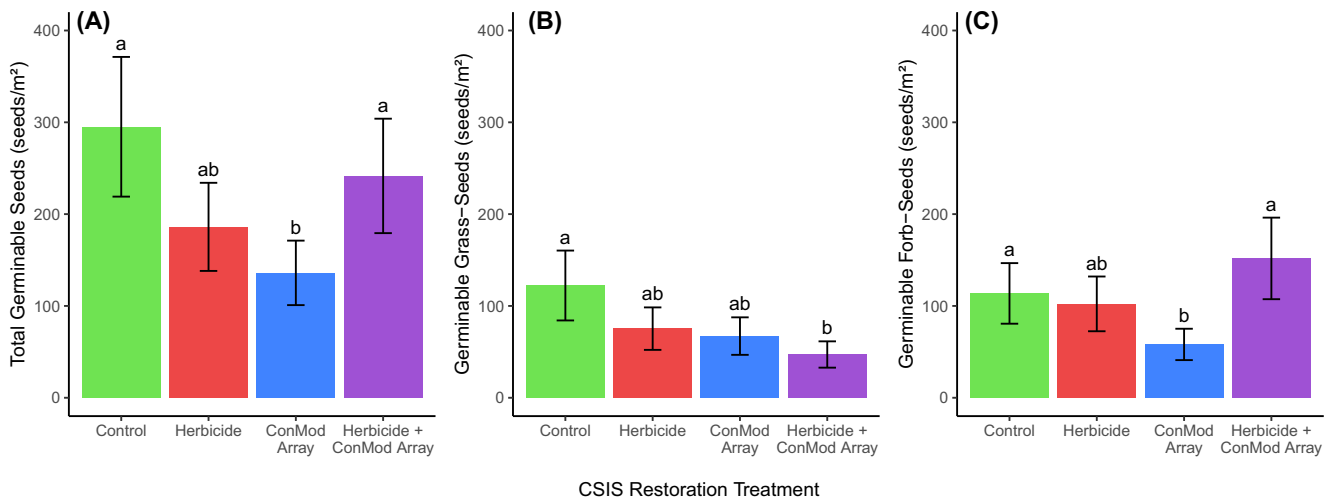 (A)
Total Germinable Seeds (seeds/m²)
400
300
200
100
0
a
ab
b
a
Control
Herbicide
ConMod
Array
Herbicide +
ConMod Array
(B)
Germinable Grass−Seeds (seeds/m²)
400
300
200
100
0
a
ab
ab
b
Control
Herbicide
ConMod
Array
Herbicide +
ConMod Array
(C)
Germinable Forb−Seeds (seeds/m²)
400
300
200
100
0
a
ab
b
a
Control
Herbicide
ConMod
Array
Herbicide +
ConMod Array
CSIS Restoration Treatment